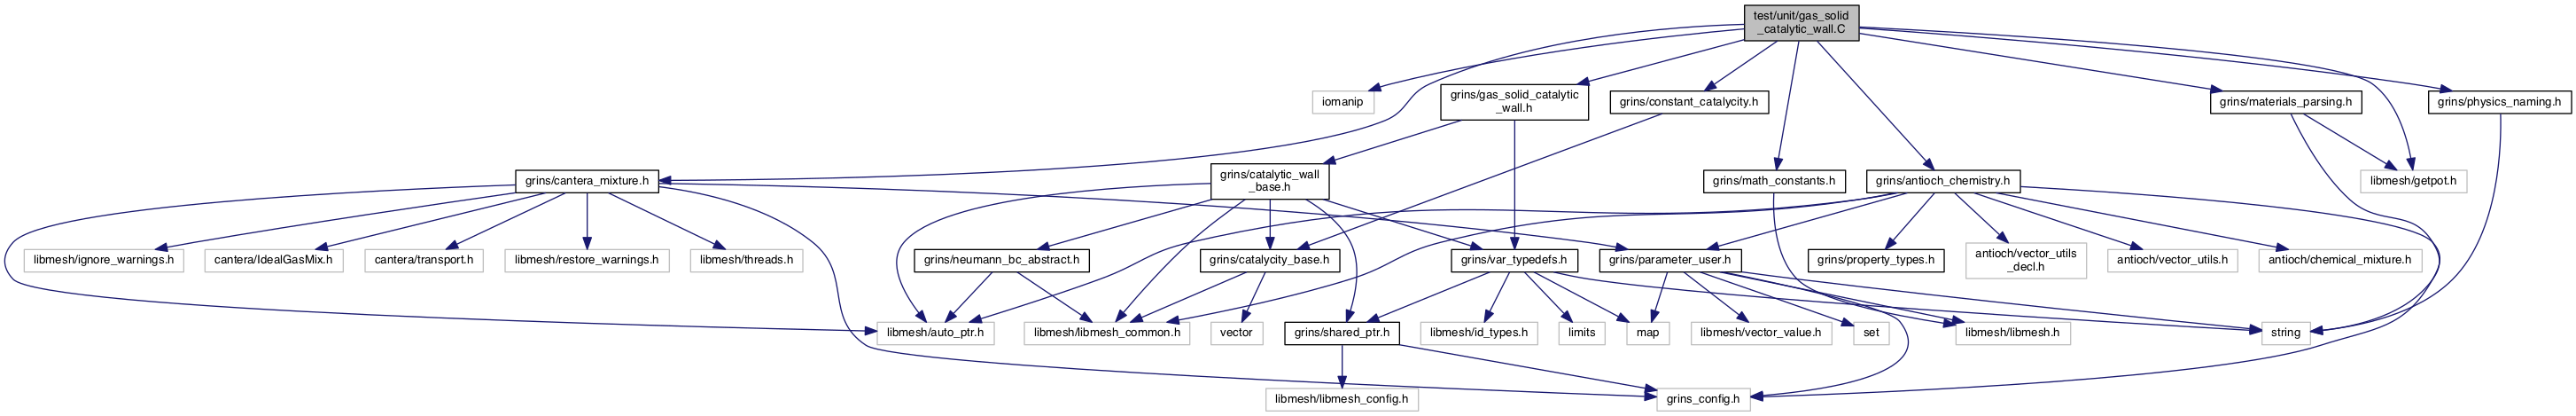 test/unit/gas_solid
_catalytic_wall.C
iomanip
grins/gas_solid_catalytic
_wall.h
grins/constant_catalycity.h
grins/materials_parsing.h
grins/physics_naming.h
grins/cantera_mixture.h
grins/catalytic_wall
_base.h
grins/math_constants.h
grins/antioch_chemistry.h
libmesh/getpot.h
libmesh/ignore_warnings.h
cantera/IdealGasMix.h
cantera/transport.h
libmesh/restore_warnings.h
libmesh/threads.h
grins/neumann_bc_abstract.h
grins/catalycity_base.h
grins/var_typedefs.h
grins/parameter_user.h
grins/property_types.h
antioch/vector_utils
_decl.h
antioch/vector_utils.h
antioch/chemical_mixture.h
libmesh/auto_ptr.h
libmesh/libmesh_common.h
vector
grins/shared_ptr.h
libmesh/id_types.h
limits
map
libmesh/vector_value.h
set
libmesh/libmesh.h
string
libmesh/libmesh_config.h
grins_config.h